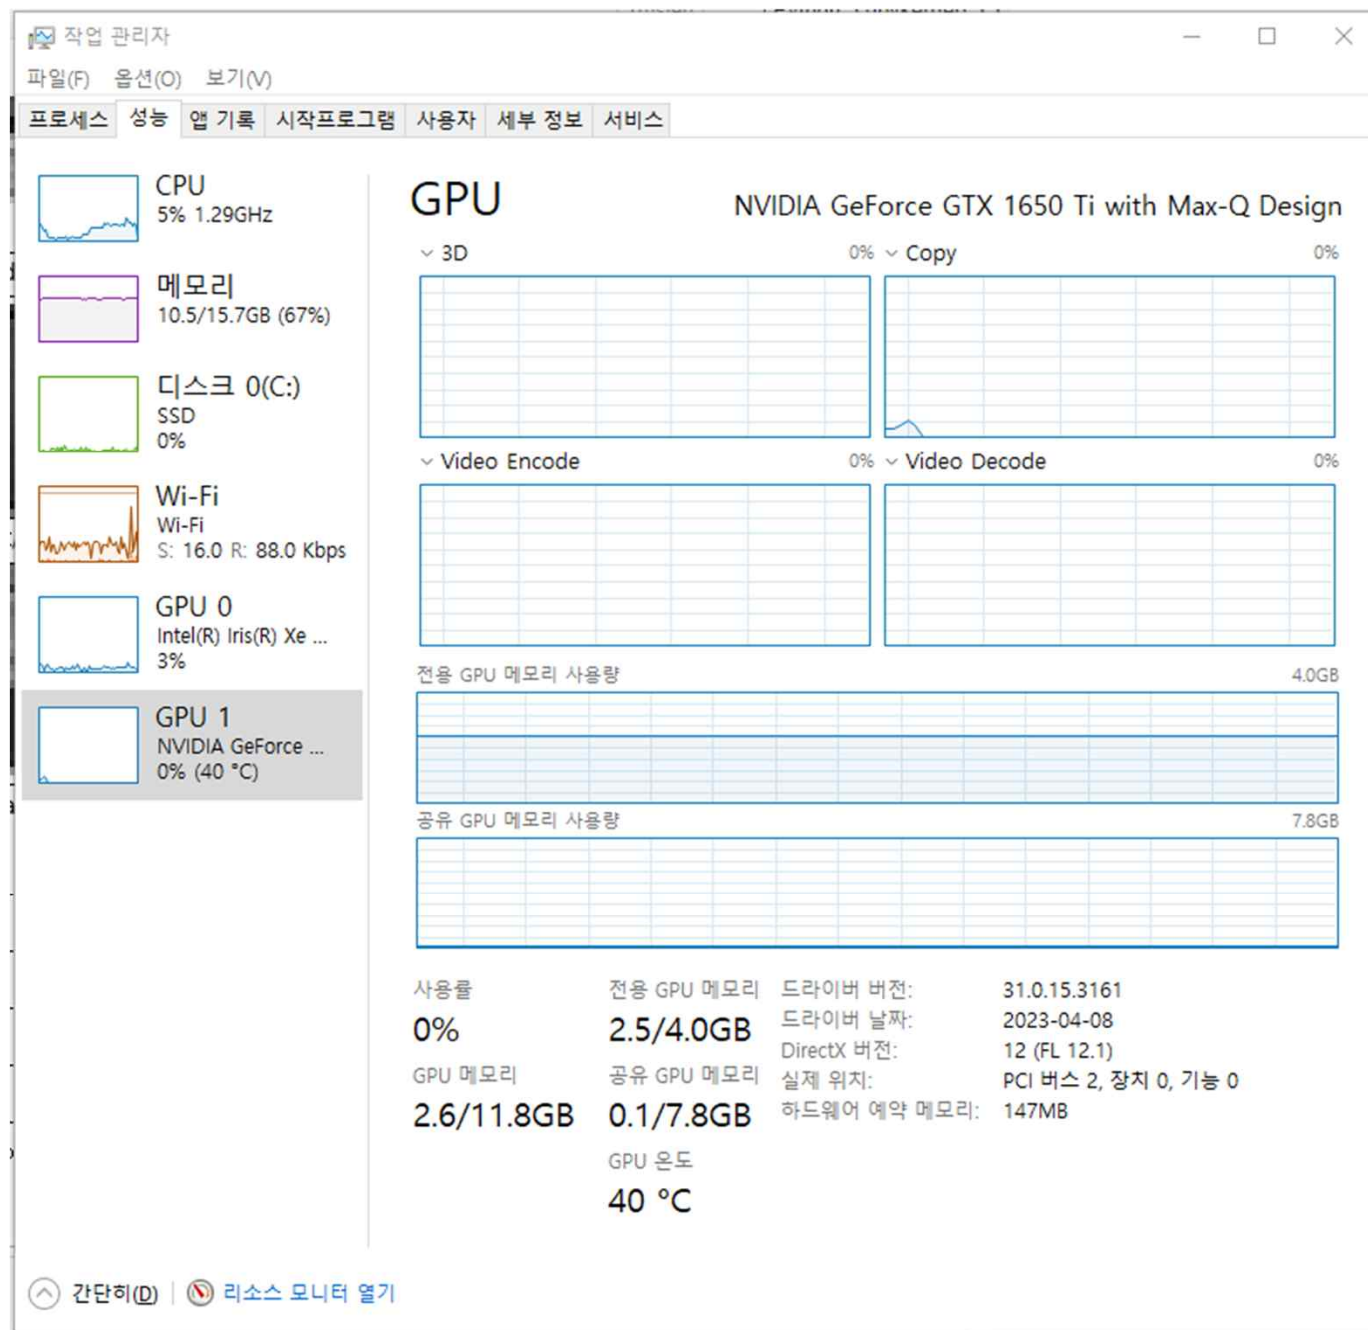 작업 관리자
파일(F) 옵션(O) 보기(V)
프로세스 성능 앱 기록 시작프로그램 사용자 세부 정보 서비스
CPU
5% 1.29GHz
메모리
10.5/15.7GB (67%)
디스크 0(C:)
SSD
0%
Wi-Fi
Wi-Fi
S: 16.0 R: 88.0 Kbps
GPU 0
Intel(R) Iris(R) Xe ...
3%
GPU 1
NVIDIA GeForce ...
0% (40 °C)
GPU NVIDIA GeForce GTX 1650 Ti with Max-Q Design
3D 0% Copy 0%
Video Encode 0% Video Decode 0%
전용 GPU 메모리 사용량 4.0GB
공유 GPU 메모리 사용량 7.8GB
사용률
0%
전용 GPU 메모리
2.5/4.0GB
GPU 메모리
2.6/11.8GB
공유 GPU 메모리
0.1/7.8GB
GPU 온도
40 °C
드라이버 버전: 31.0.15.3161
드라이버 날짜: 2023-04-08
DirectX 버전: 12 (FL 12.1)
실제 위치: PCI 버스 2, 장치 0, 기능 0
하드웨어 예약 메모리: 147MB
간단히(D) 리소스 모니터 열기